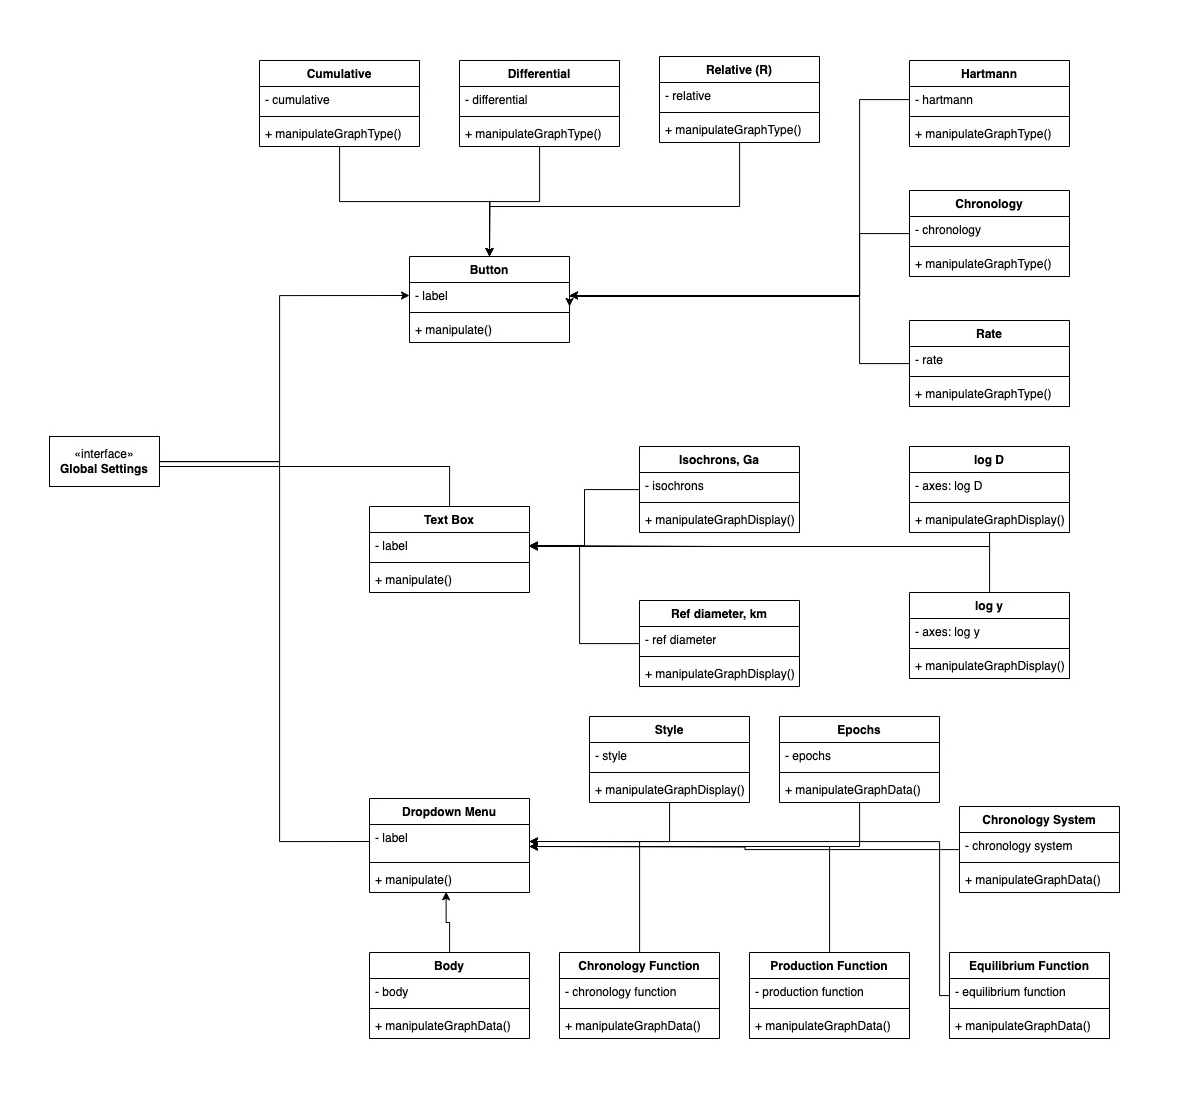 Cumulative
- cumulative
+ manipulateGraphType()
Differential
- differential
+ manipulateGraphType()
Relative (R)
- relative
+ manipulateGraphType()
Hartmann
- hartmann
+ manipulateGraphType()
Chronology
- chronology
+ manipulateGraphType()
Button
- label
+ manipulate()
Rate
- rate
+ manipulateGraphType()
«interface»
Global Settings
Isochrons, Ga
- isochrons
+ manipulateGraphDisplay()
log D
- axes: log D
+ manipulateGraphDisplay()
Text Box
- label
+ manipulate()
Ref diameter, km
- ref diameter
+ manipulateGraphDisplay()
log y
- axes: log y
+ manipulateGraphDisplay()
Style
- style
+ manipulateGraphDisplay()
Epochs
- epochs
+ manipulateGraphData()
Dropdown Menu
- label
+ manipulate()
Chronology System
- chronology system
+ manipulateGraphData()
Body
- body
+ manipulateGraphData()
Chronology Function
- chronology function
+ manipulateGraphData()
Production Function
- production function
+ manipulateGraphData()
Equilibrium Function
- equilibrium function
+ manipulateGraphData()